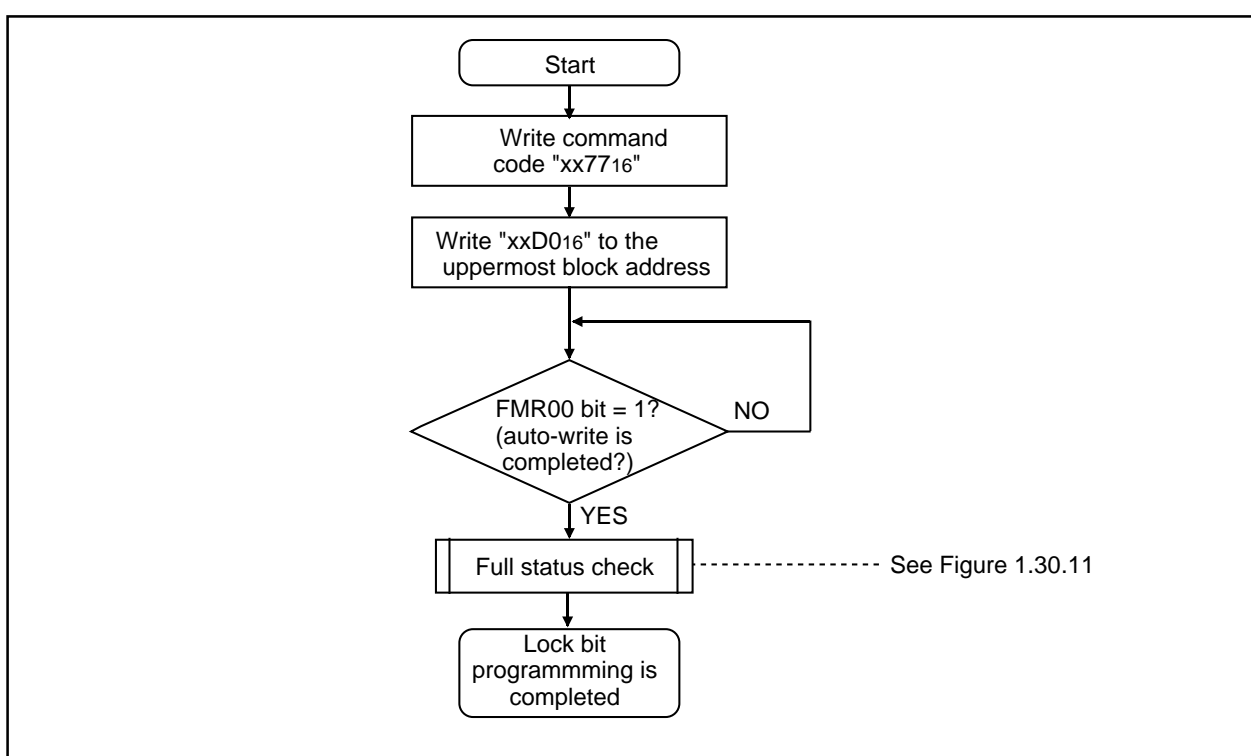 Start
Write command
code "xx7716"
Write "xxD016" to the
uppermost block address
FMR00 bit = 1?
(auto-write is
completed?)
NO
YES
Full status check
See Figure 1.30.11
Lock bit
programmming is
completed